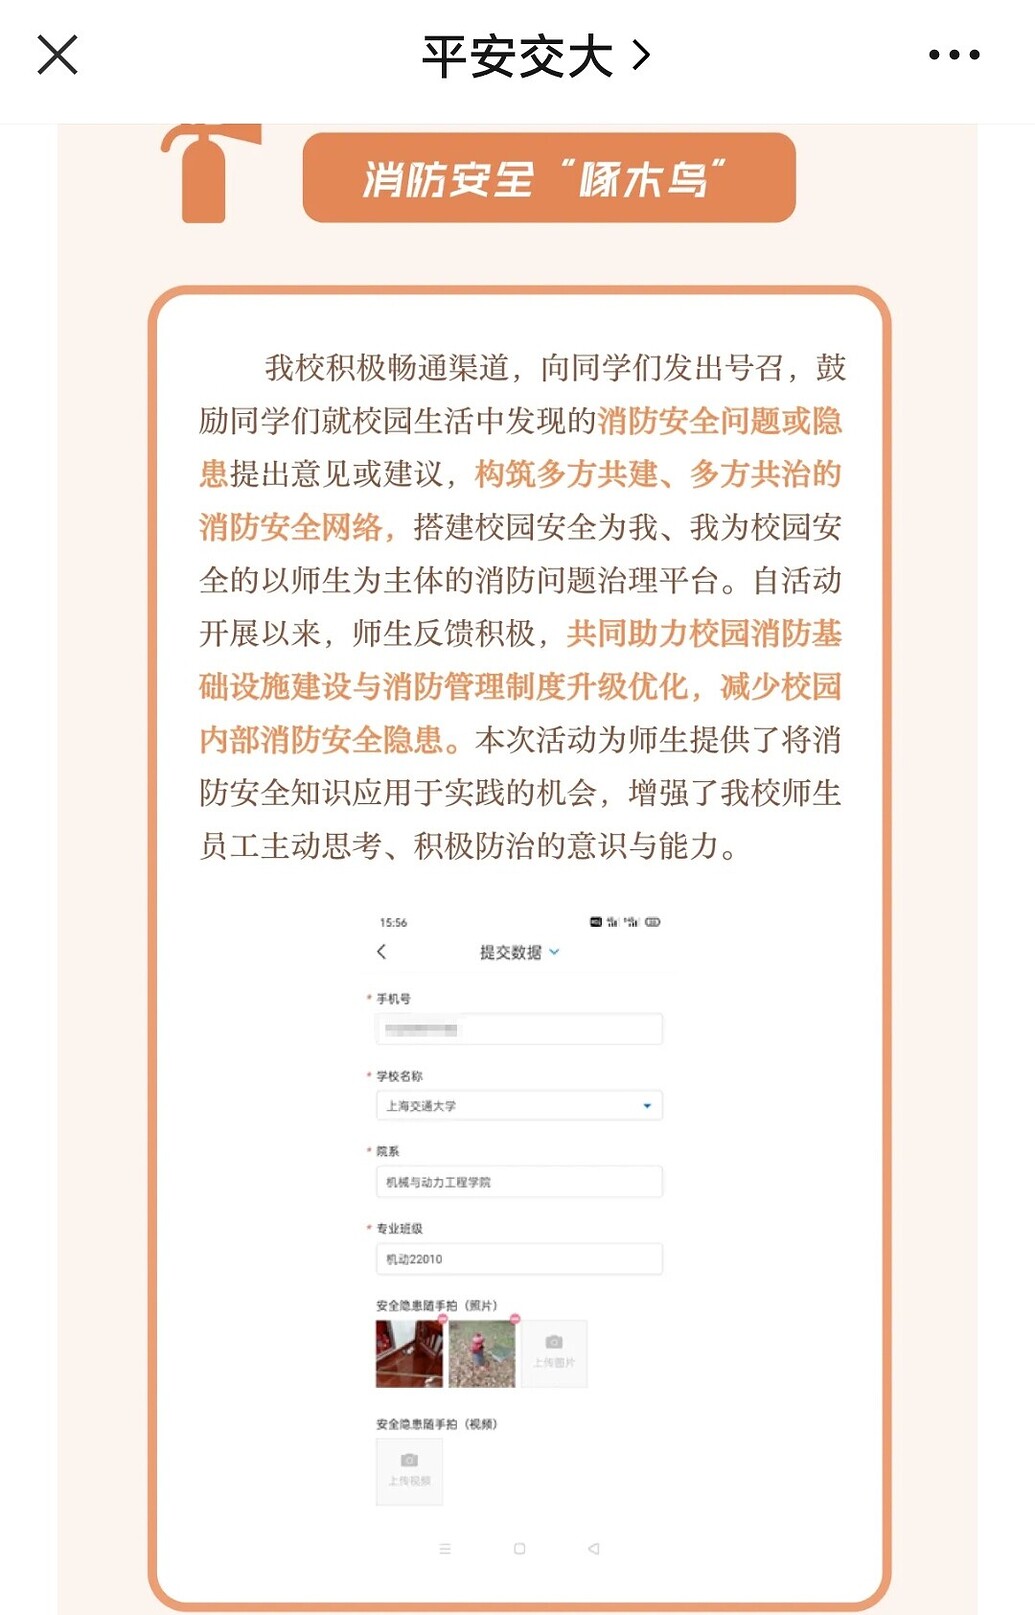 平安交大
消防安全“啄木鸟”
我校积极畅通渠道，向同学们发出号召，鼓
励同学们就校园生活中发现的消防安全问题或隐
患提出意见或建议，构筑多方共建、多方共治的
消防安全网络，搭建校园安全为我、我为校园安
全的以师生为主体的消防问题治理平台。自活动
开展以来，师生反馈积极，共同助力校园消防基
础设施建设与消防管理制度升级优化，减少校园
内部消防安全隐患。本次活动为师生提供了将消
防安全知识应用于实践的机会，增强了我校师生
员工主动思考、积极防治的意识与能力。
15:56
提交数据
* 手机号
* 学校名称
上海交通大学
* 院系
机械与动力工程学院
* 专业班级
机动22010
安全隐患随手拍（照片）
上传图片
安全隐患随手拍（视频）
上传视频